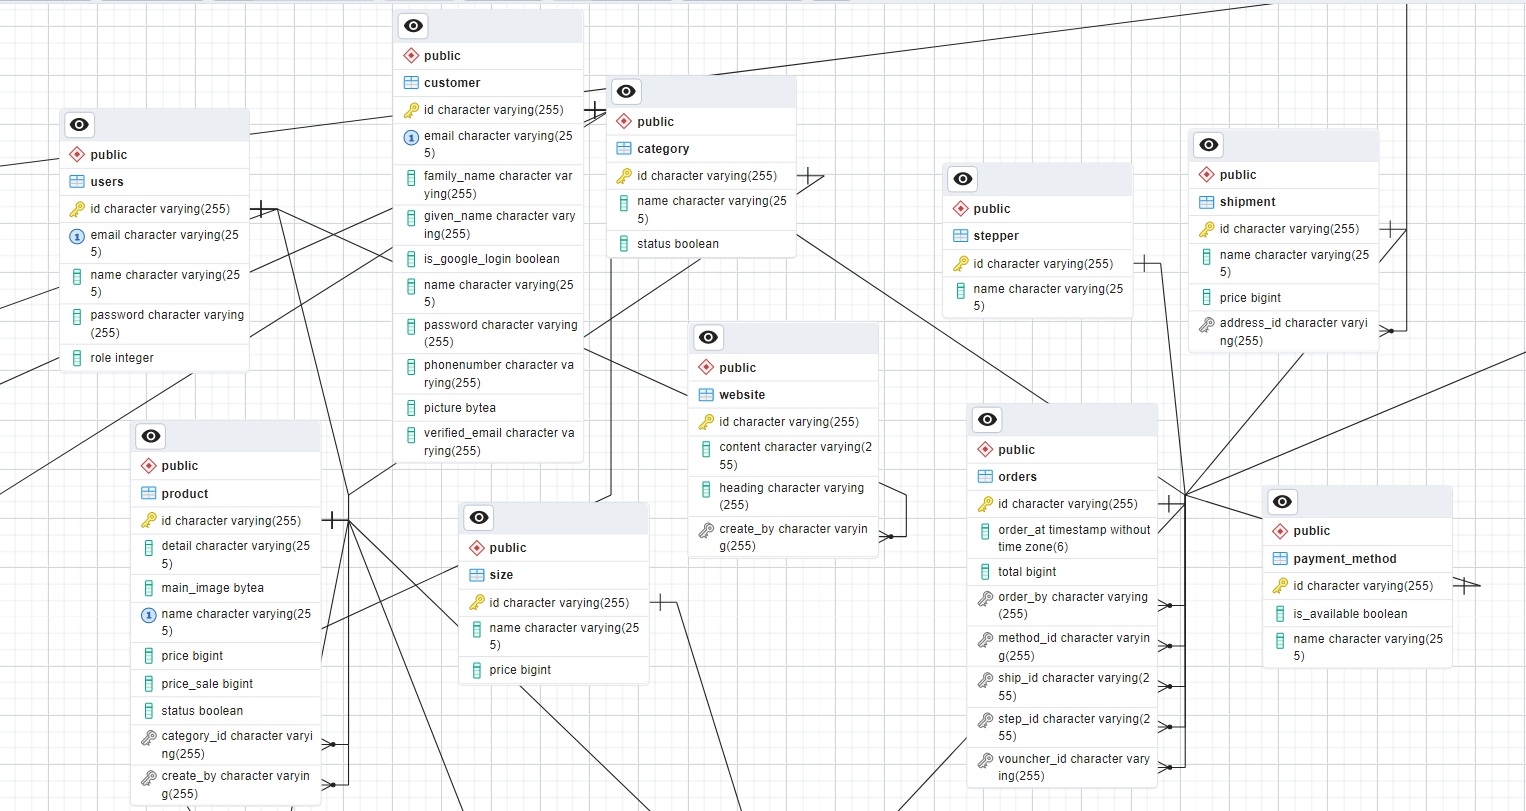 public
customer
id character varying(255)
email character varying(25
5)
family_name character var
ying(255)
given_name character vary
ing(255)
is_google_login boolean
name character varying(25
5)
password character varying
(255)
phonenumber character va
rying(255)
picture bytea
verified_email character va
rying(255)
public
users
id character varying(255)
email character varying(25
5)
name character varying(25
5)
password character varying
(255)
role integer
public
category
id character varying(255)
name character varying(25
5)
status boolean
public
stepper
id character varying(255)
name character varying(25
5)
public
shipment
id character varying(255)
name character varying(25
5)
price bigint
address_id character varyi
ng(255)
public
website
id character varying(255)
content character varying(2
55)
heading character varying
(255)
create_by character varyin
g(255)
public
product
id character varying(255)
detail character varying(25
5)
main_image bytea
name character varying(25
5)
price bigint
price_sale bigint
status boolean
category_id character varyi
ng(255)
create_by character varyin
g(255)
public
size
id character varying(255)
name character varying(25
5)
price bigint
public
orders
id character varying(255)
order_at timestamp without
time zone(6)
total bigint
order_by character varying
(255)
method_id character varyin
g(255)
ship_id character varying(2
55)
step_id character varying(2
55)
vouncher_id character vary
ing(255)
public
payment_method
id character varying(255)
is_available boolean
name character varying(25
5)